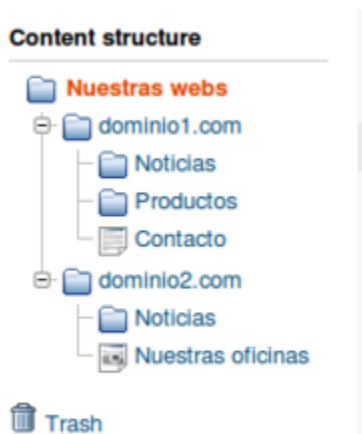 Content structure
Nuestras webs
dominio1.com
Noticias
Productos
Contacto
dominio2.com
Noticias
Nuestras oficinas
Trash